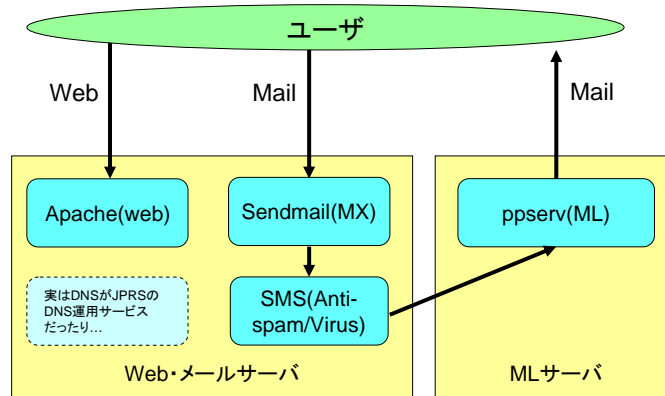 ユーザ
Web
Mail
Mail
Apache(web)
Sendmail(MX)
ppserv(ML)
実はDNSがJPRSの
DNS運用サービス
だったり…
SMS(Anti-
spam/Virus)
Web・メールサーバ
MLサーバ